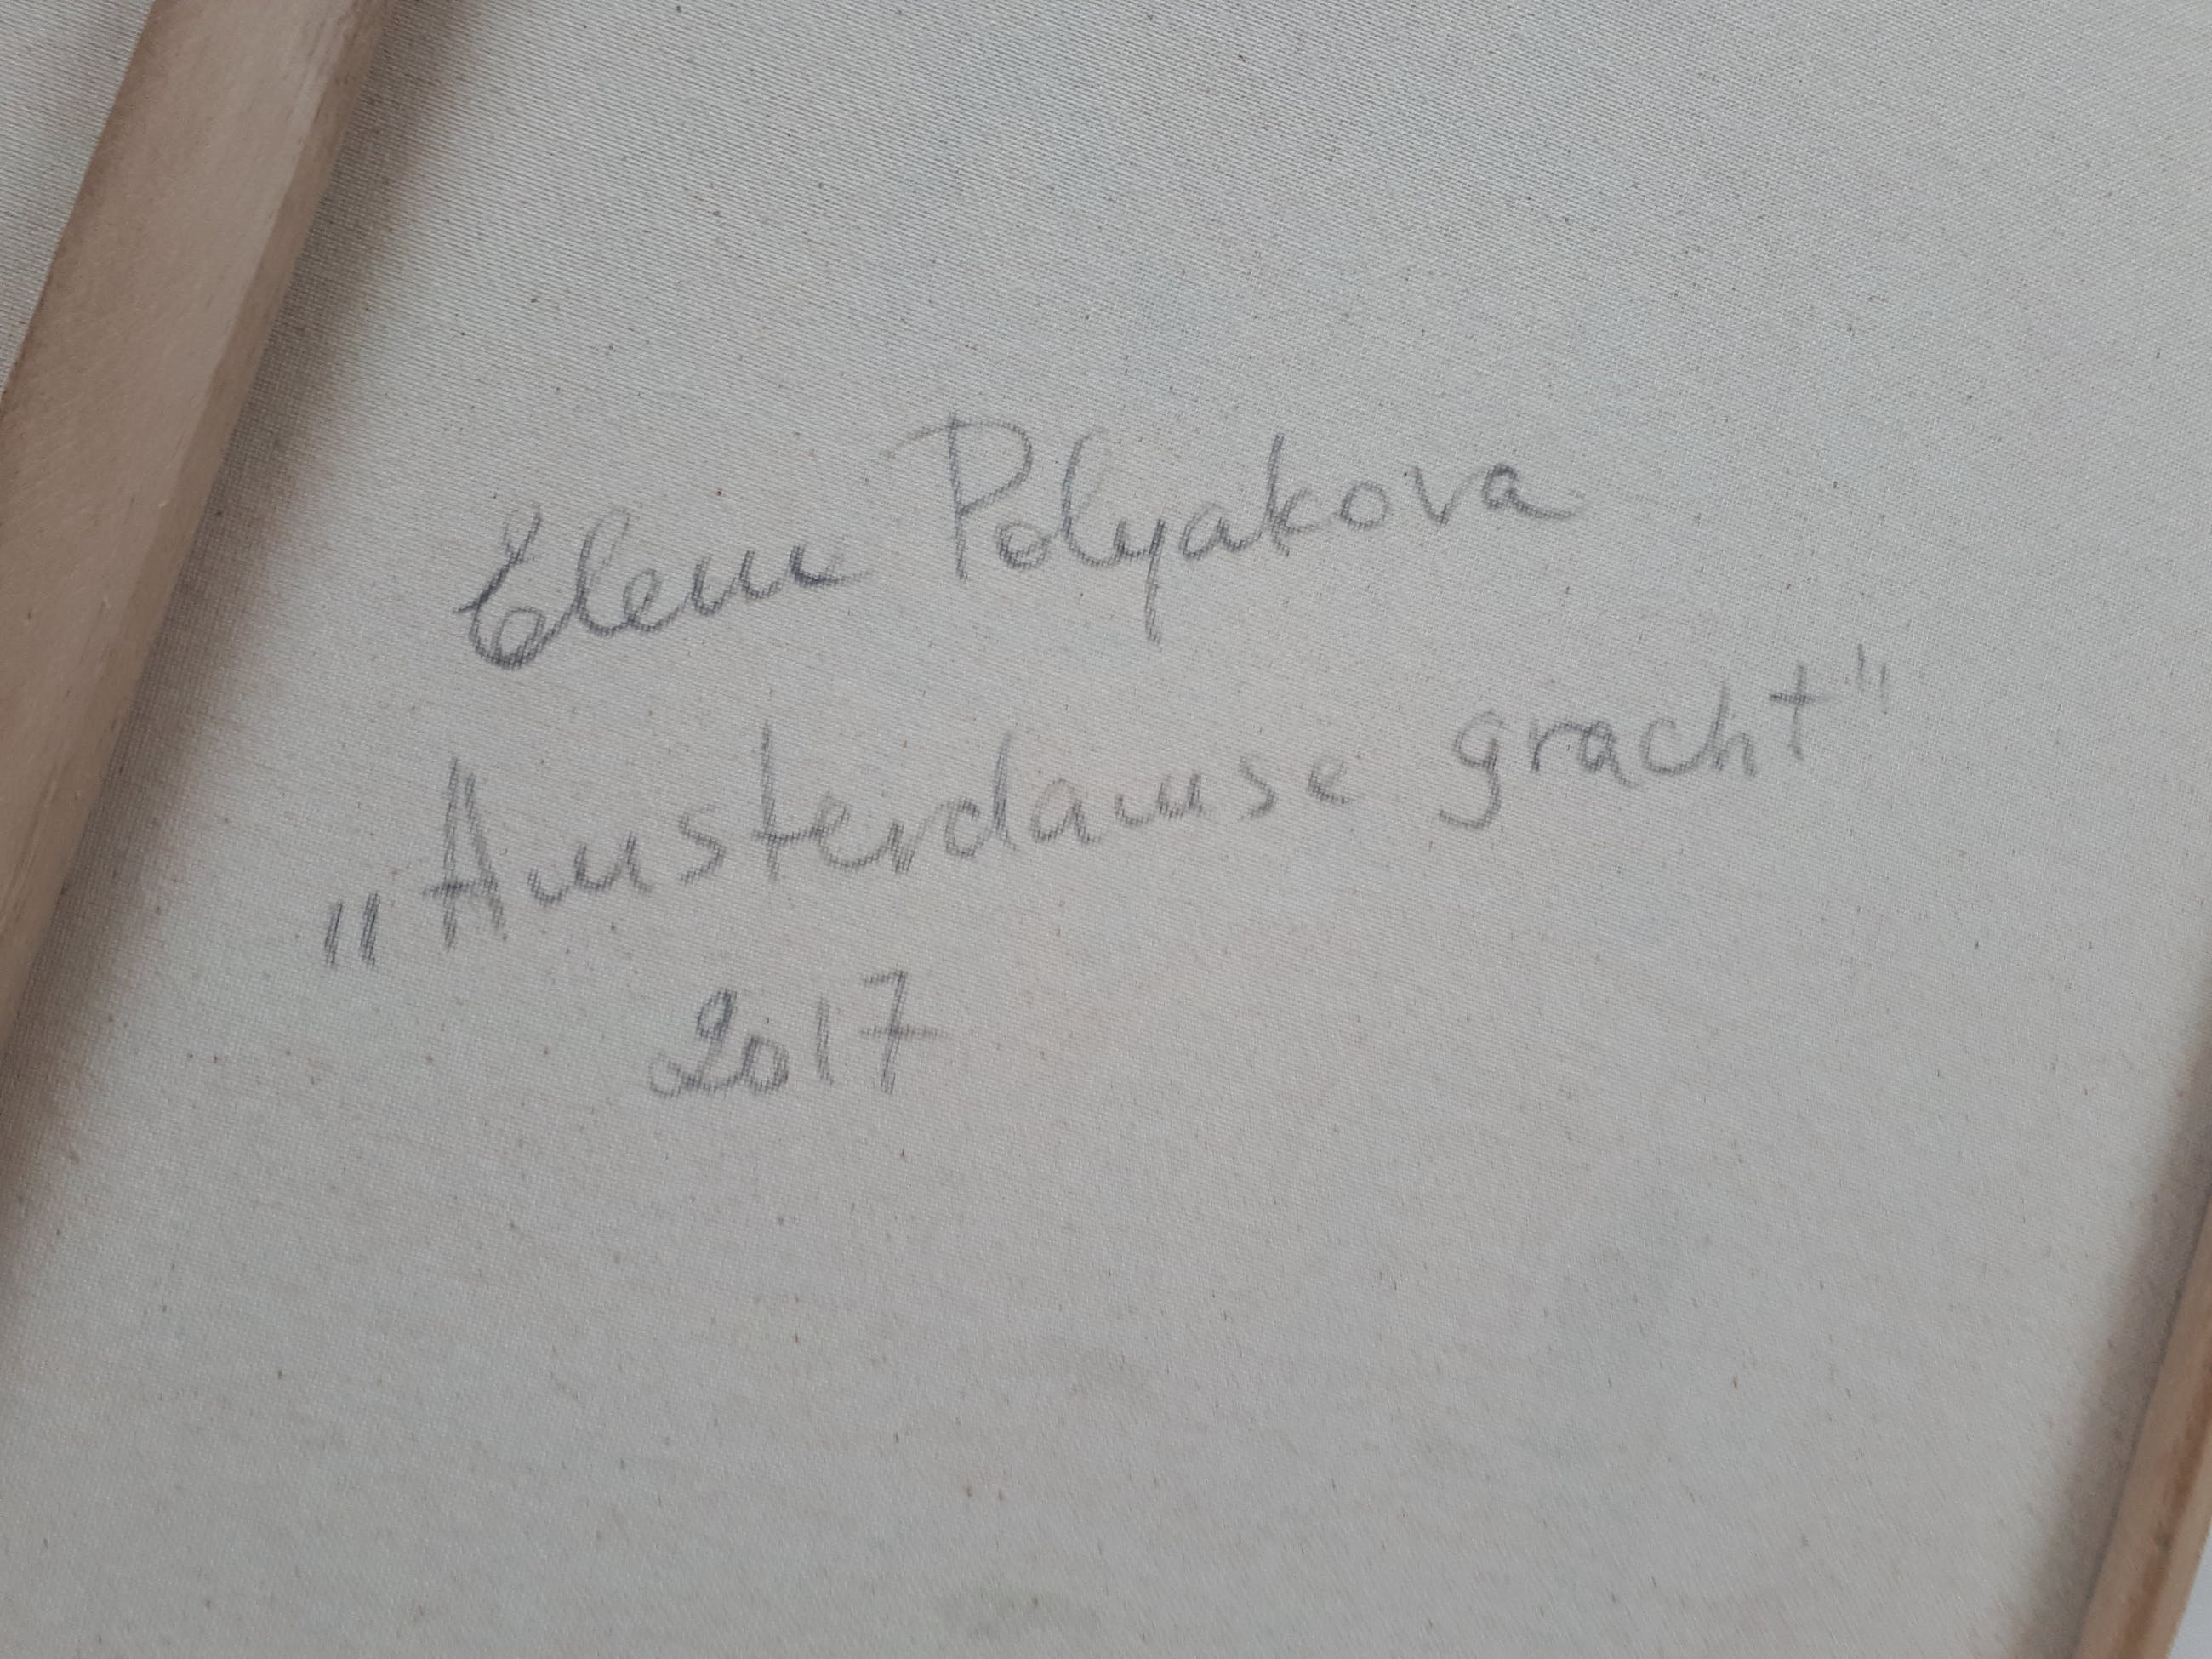 Elena Polyakova
„Amsterdamse gracht"
2017